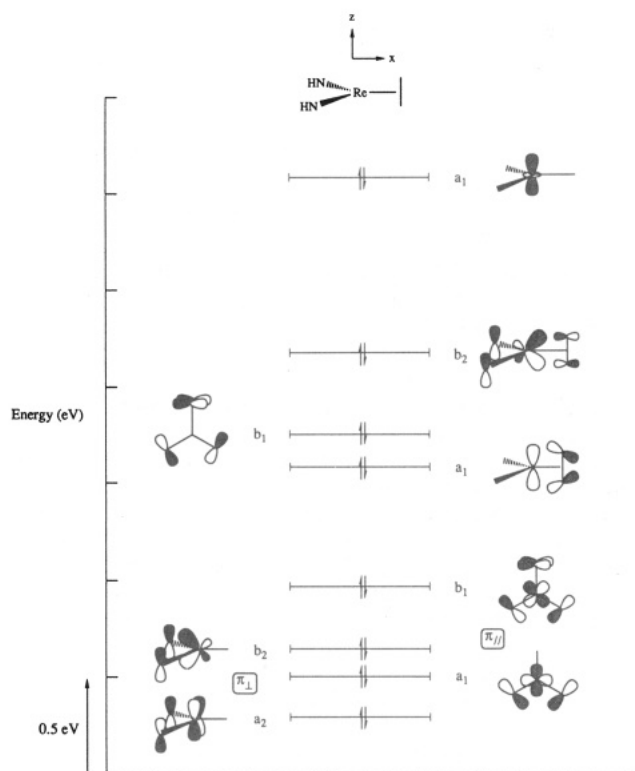 z
x
HN
Re
HN
a1
b2
Energy (eV)
b1
a1
b1
π//
b2
a1
π⊥
0.5 eV
a2